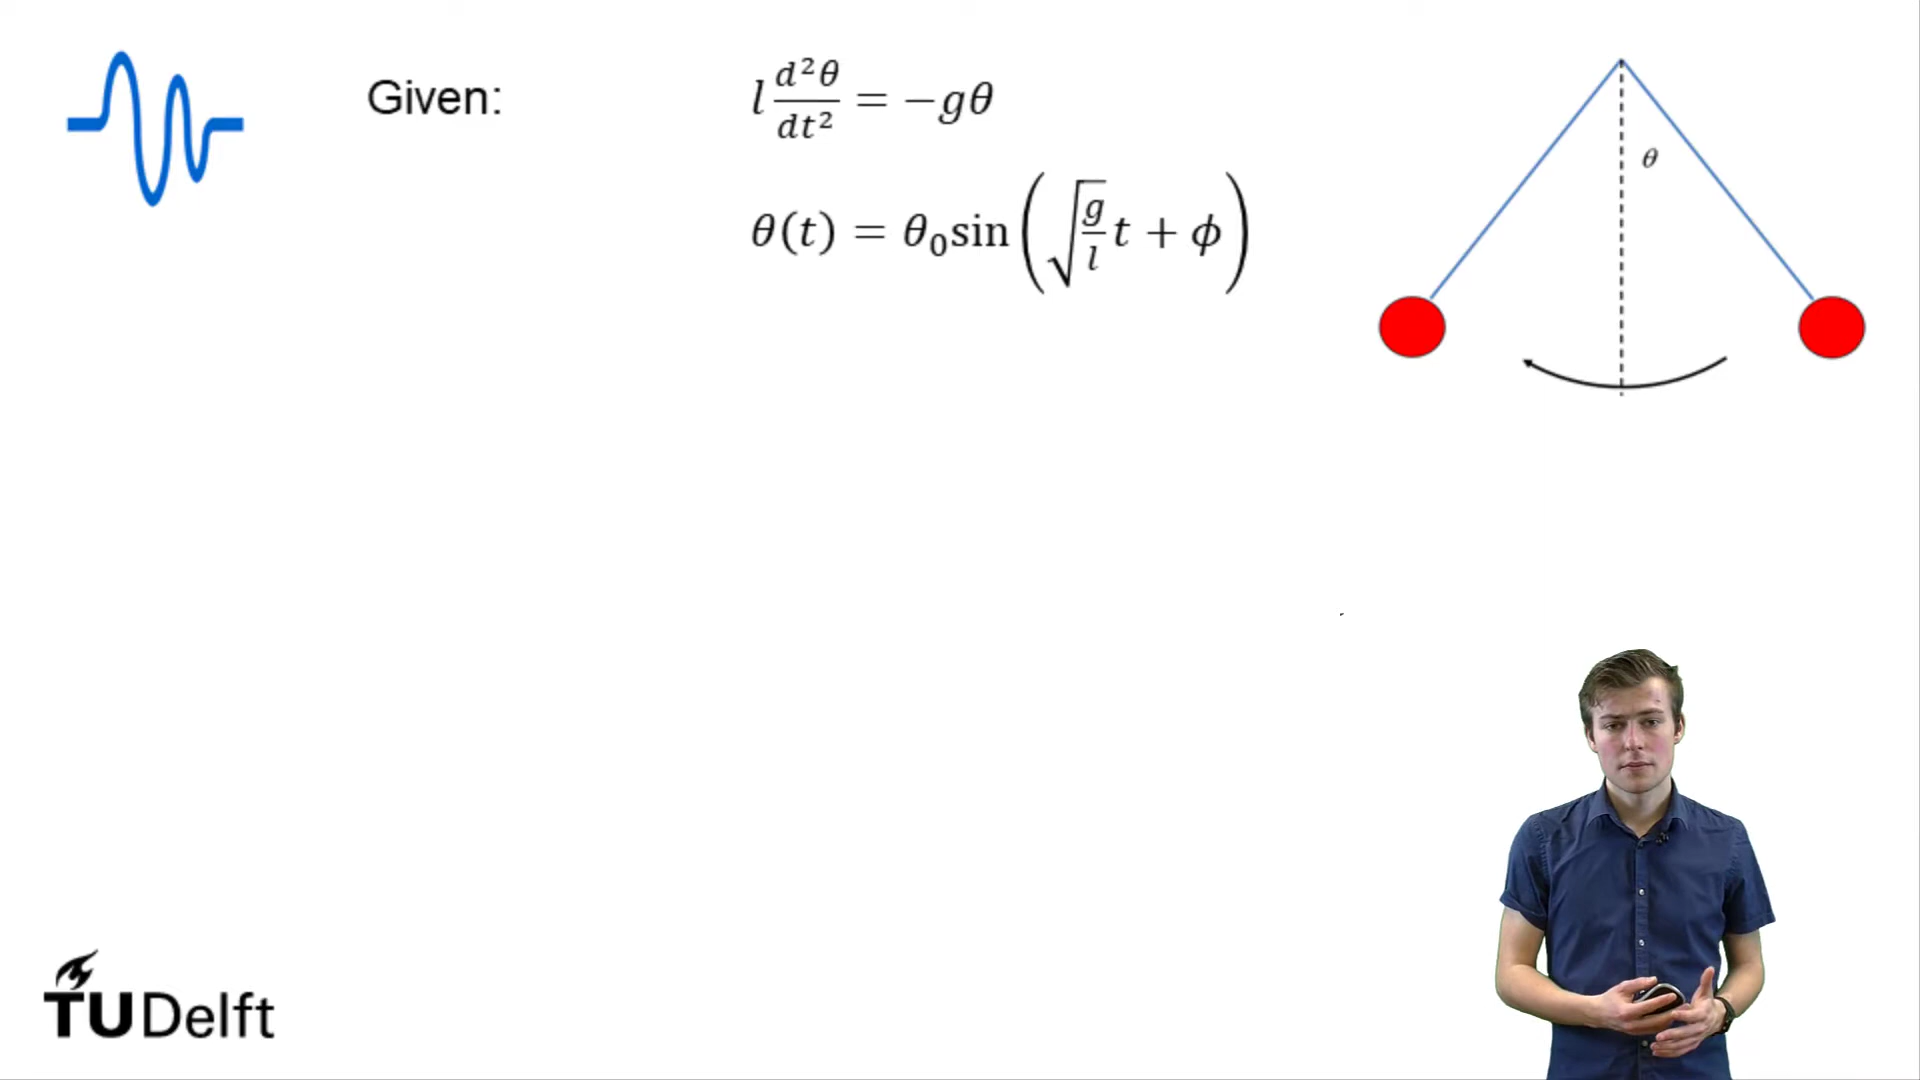 Given:
l d²θ/dt² = −gθ
θ(t) = θ₀sin(√(g/l) t + ϕ)
θ
TU Delft